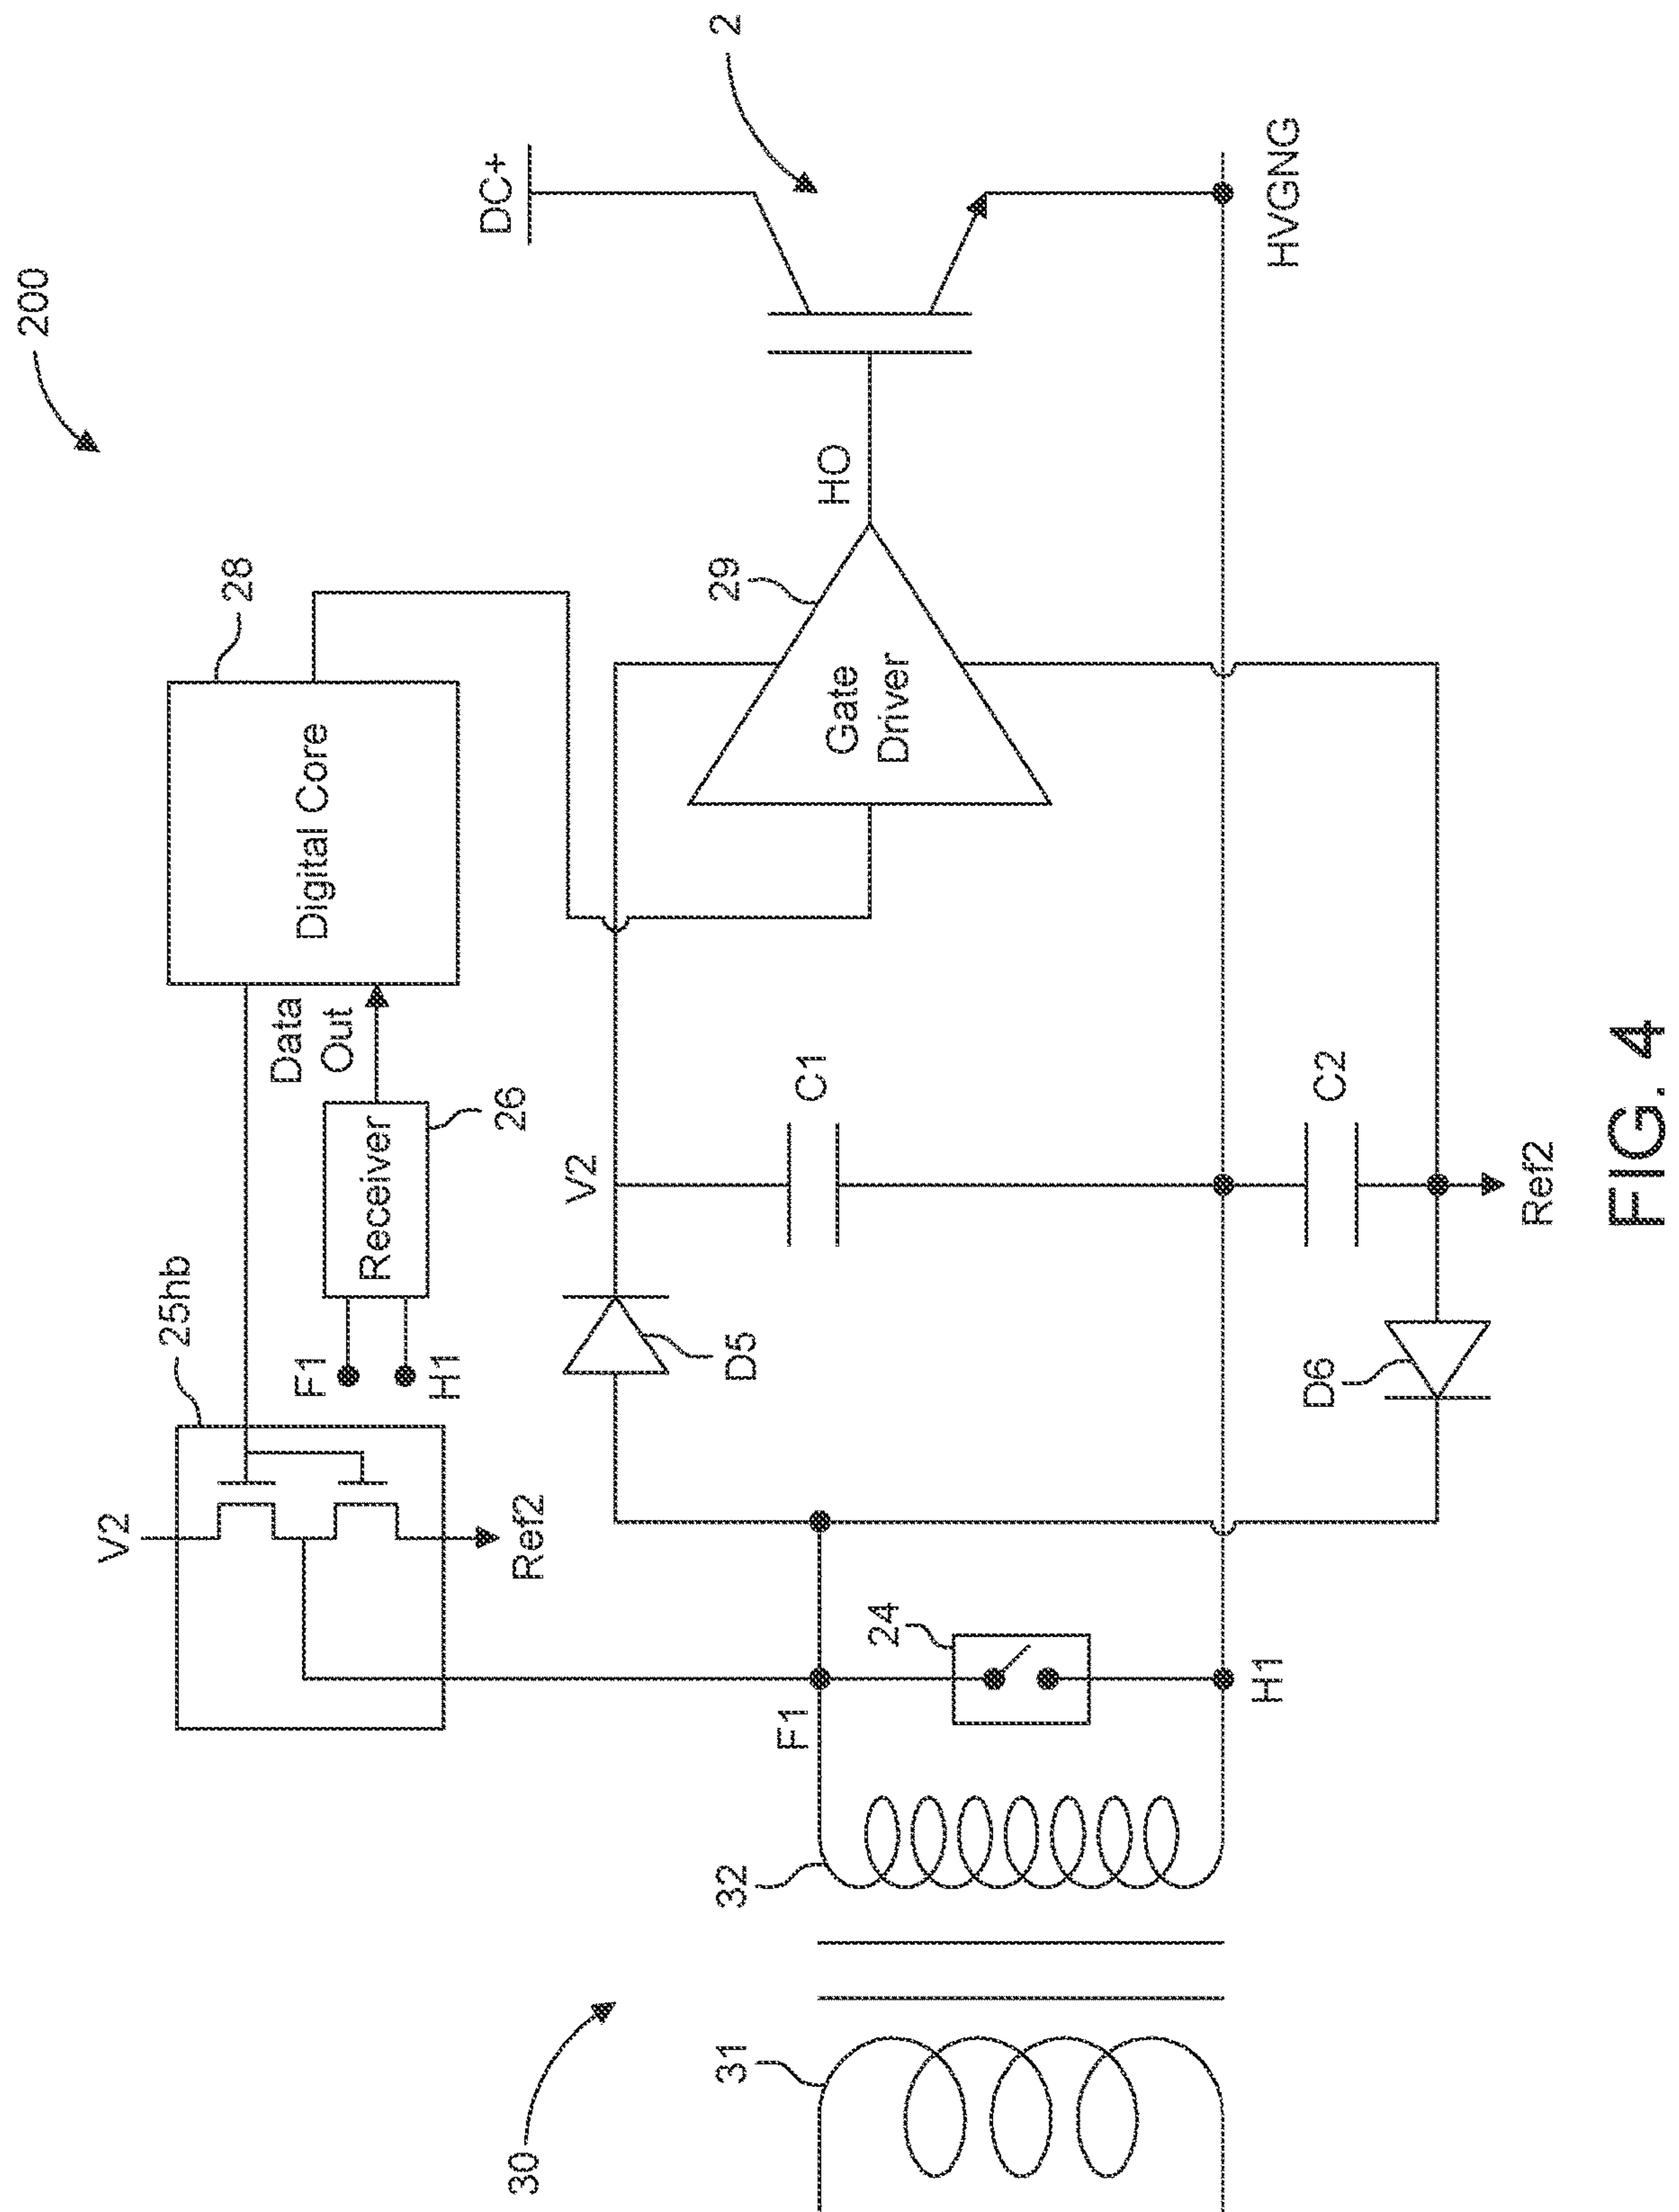 200
2
DC+
HVGNG
HO
28
Digital Core
29
Gate
Driver
Data
Out
Receiver
26
F1
H1
25hb
V2
Ref2
V2
C1
C2
Ref2
D5
D6
24
F1
H1
32
31
30
FIG. 4